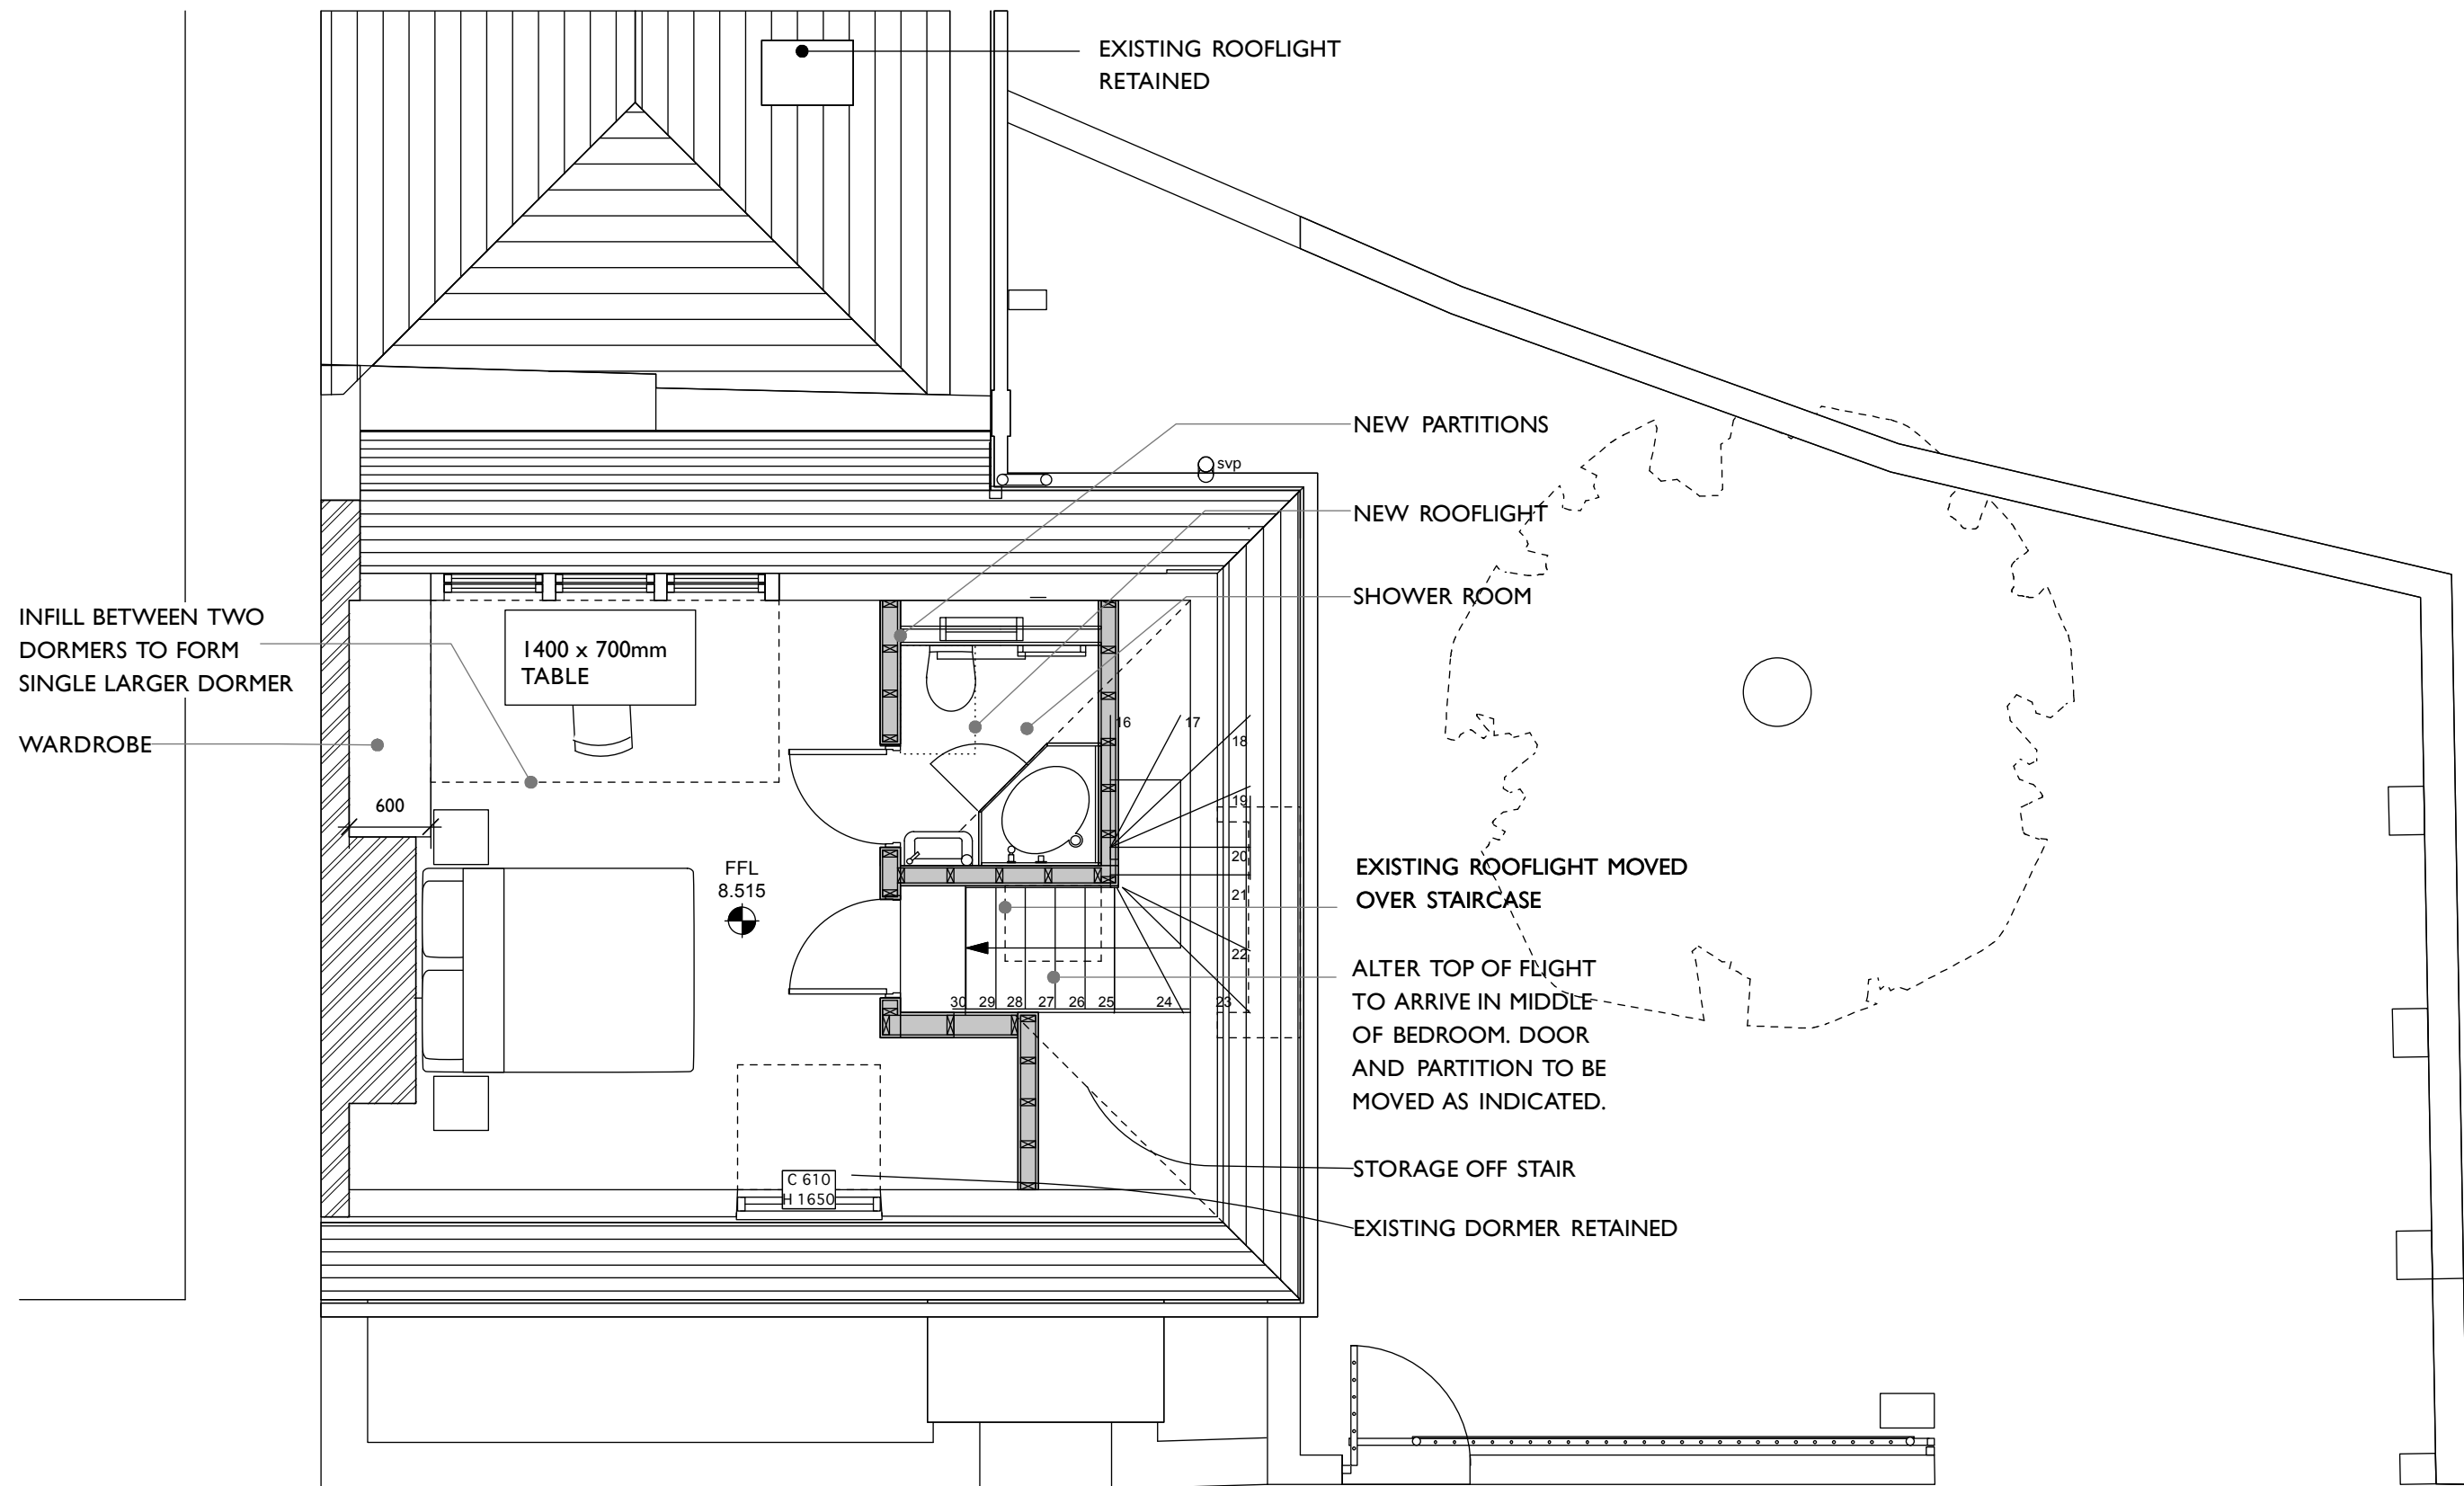 EXISTING ROOFLIGHT
RETAINED
NEW PARTITIONS
svp
NEW ROOFLIGHT
SHOWER ROOM
INFILL BETWEEN TWO
DORMERS TO FORM
SINGLE LARGER DORMER
WARDROBE
1400 x 700mm
TABLE
600
FFL
8.515
16
17
18
19
20
21
22
23
24
25
26
27
28
29
30
EXISTING ROOFLIGHT MOVED
OVER STAIRCASE
ALTER TOP OF FLIGHT
TO ARRIVE IN MIDDLE
OF BEDROOM. DOOR
AND PARTITION TO BE
MOVED AS INDICATED.
STORAGE OFF STAIR
C 610
H 1650
EXISTING DORMER RETAINED